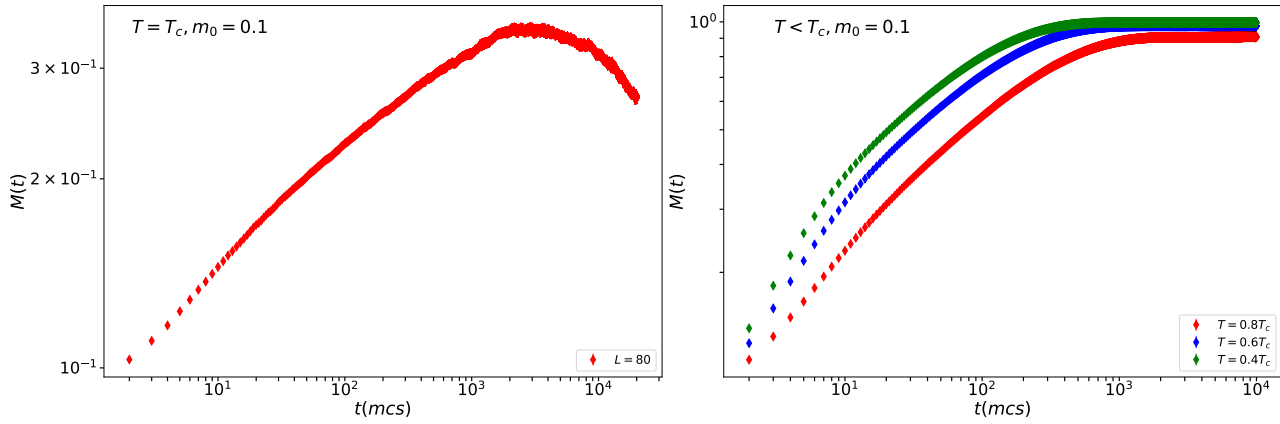 T = T_c, m_0 = 0.1
M(t)
3 × 10^{-1}
2 × 10^{-1}
10^{-1}
10^1 10^2 10^3 10^4
t(mcs)
L = 80
T < T_c, m_0 = 0.1
M(t)
10^0
10^1 10^2 10^3 10^4
t(mcs)
T = 0.8T_c
T = 0.6T_c
T = 0.4T_c